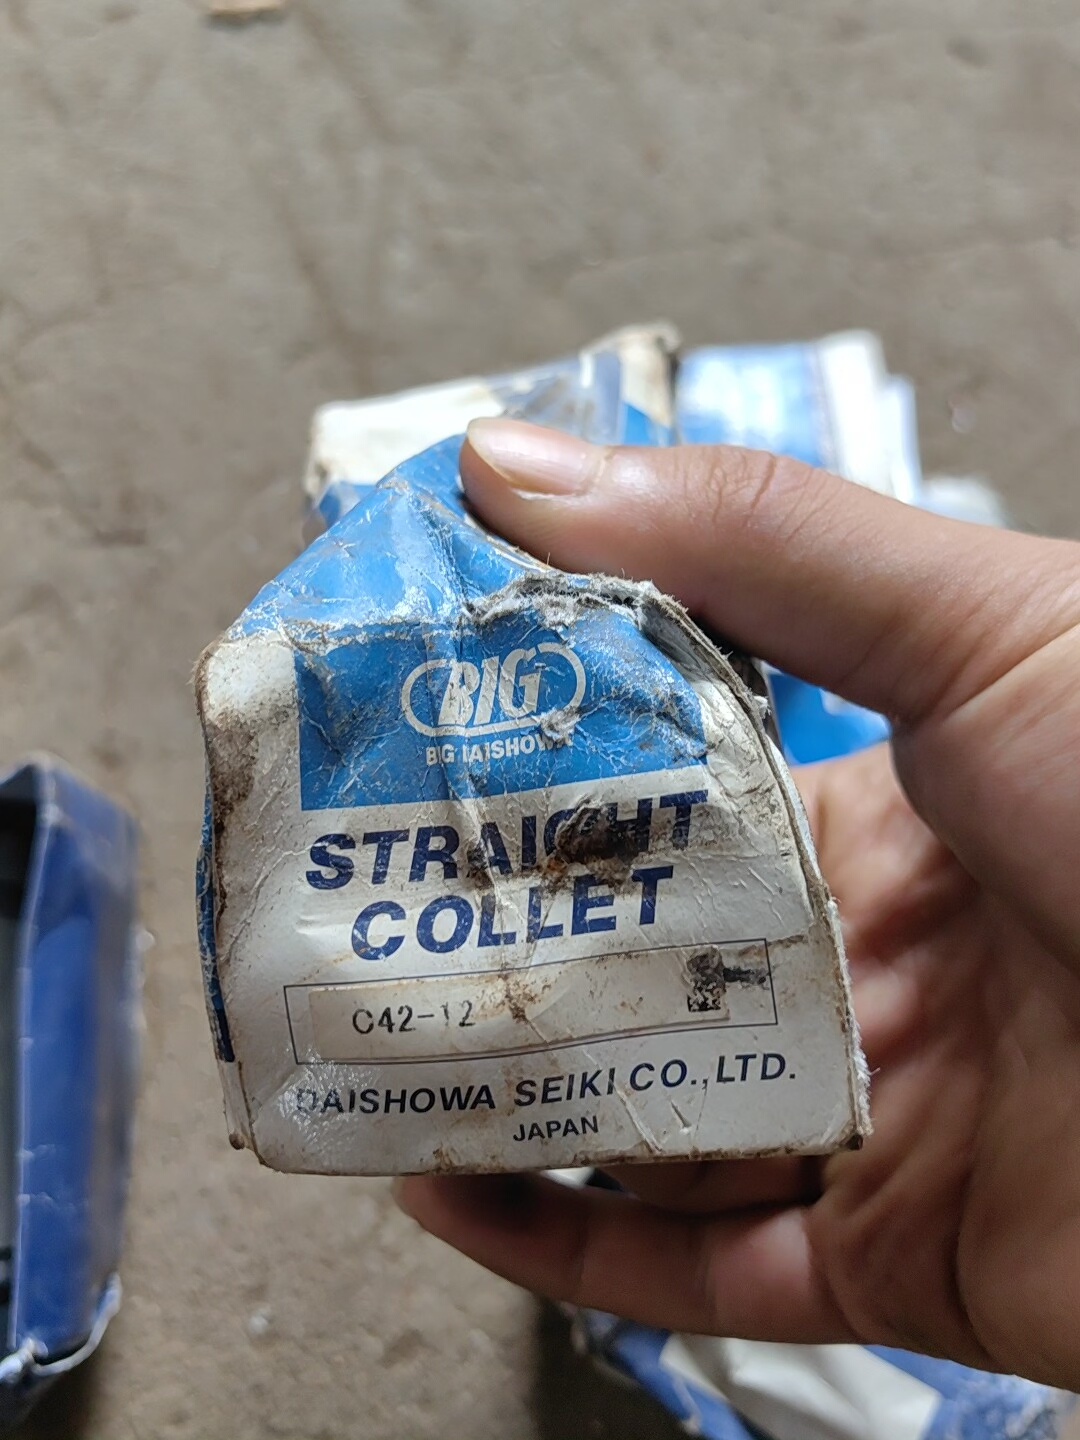 BIG
BIG DAISHOWA
STRAIGHT
COLLET
C42-12
DAISHOWA SEIKI CO.,LTD.
JAPAN